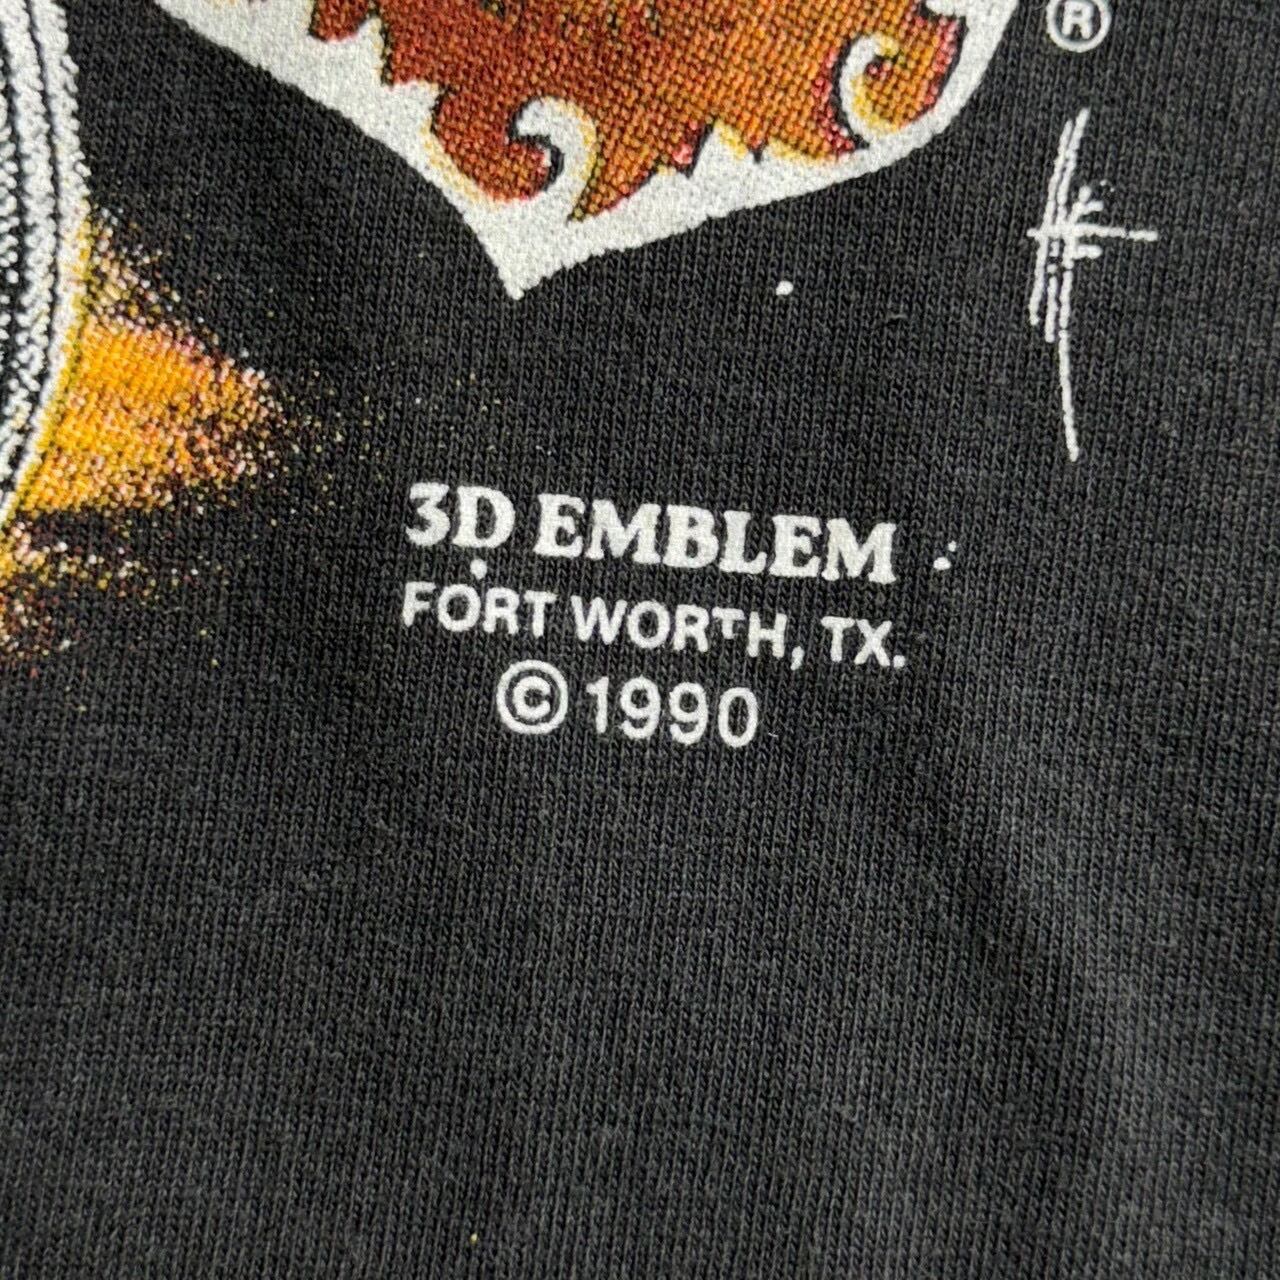 ®
3D EMBLEM
FORT WORTH, TX.
© 1990